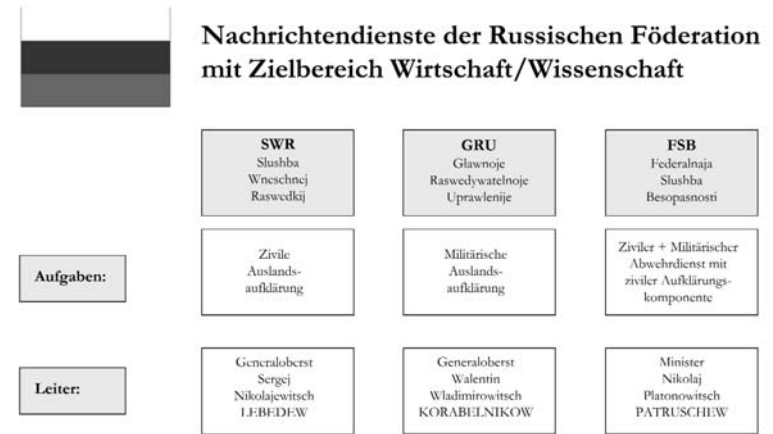 Nachrichtendienste der Russischen Föderation
mit Zielbereich Wirtschaft/Wissenschaft
SWR
Slushba
Wneschnej
Raswedkij
GRU
Glawnoje
Raswedywatelnoje
Uprawlenije
FSB
Federalnaja
Slushba
Besopasnosti
Aufgaben:
Zivile
Auslands-
aufklärung
Militärische
Auslands-
aufklärung
Ziviler + Militärischer
Abwehrdienst mit
ziviler Aufklärungs-
komponente
Leiter:
Generaloberst
Sergej
Nikolajewitsch
LEBEDEW
Generaloberst
Walentin
Wladimirowitsch
KORABELNIKOW
Minister
Nikolaj
Platonowitsch
PATRUSCHEW